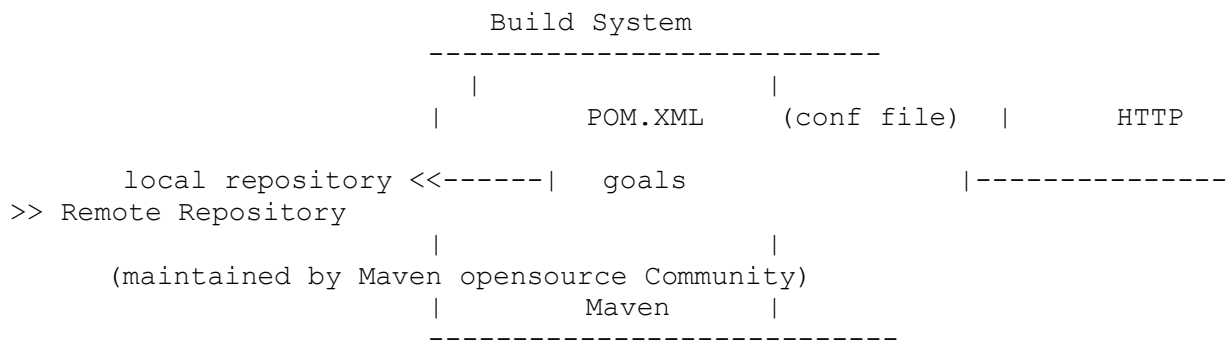 Build System
----------------------------
| |
| POM.XML (conf file) | HTTP
local repository <<------| goals |---------------
>> Remote Repository
| |
(maintained by Maven opensource Community)
| Maven |
-----------------------------